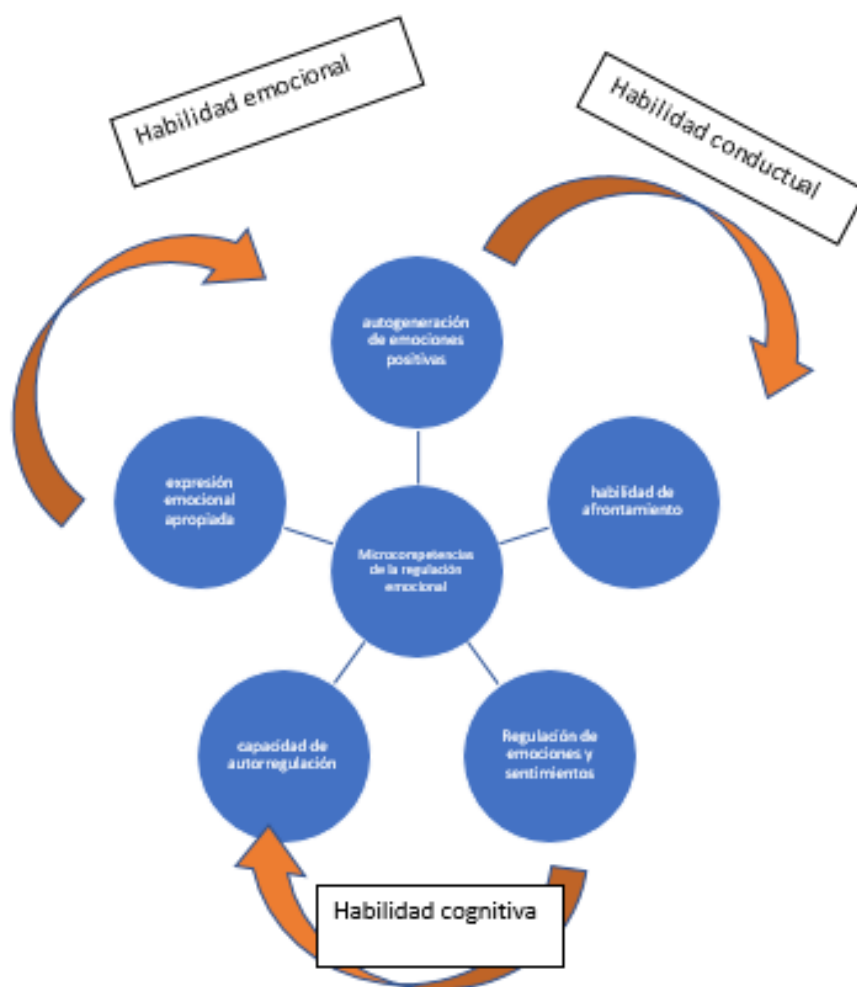 Habilidad emocional
Habilidad conductual
autogeneración
de emociones
positivas
expresión
emocional
apropiada
habilidad de
afrontamiento
Microcompetencias
de la regulación
emocional
capacidad de
autorregulación
Regulación de
emociones y
sentimientos
Habilidad cognitiva